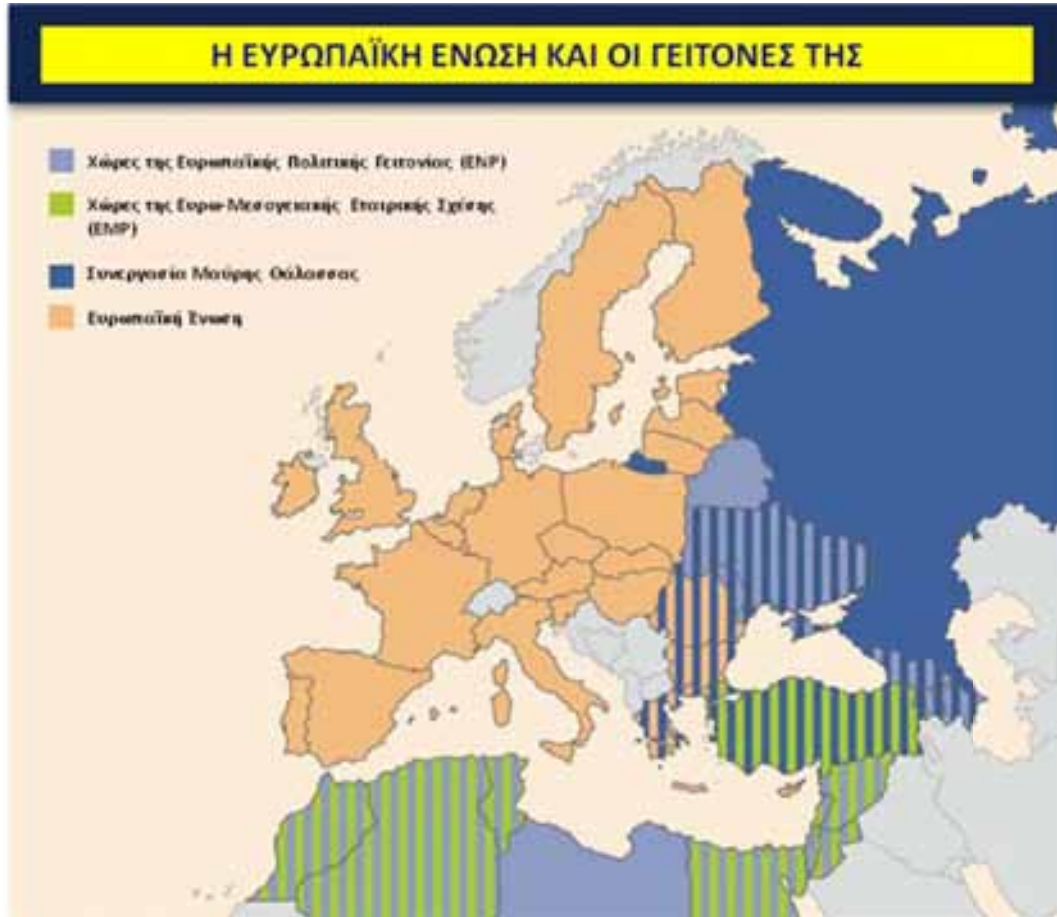 Η ΕΥΡΩΠΑΪΚΗ ΕΝΩΣΗ ΚΑΙ ΟΙ ΓΕΙΤΟΝΕΣ ΤΗΣ
Χώρες της Ευρωπαϊκής Πολιτικής Γειτονίας (ENP)
Χώρες της Ευρω-Μεσογειακής Εταιρικής Σχέσης
(EMP)
Συνεργασία Μαύρης Θάλασσας
Ευρωπαϊκή Ένωση